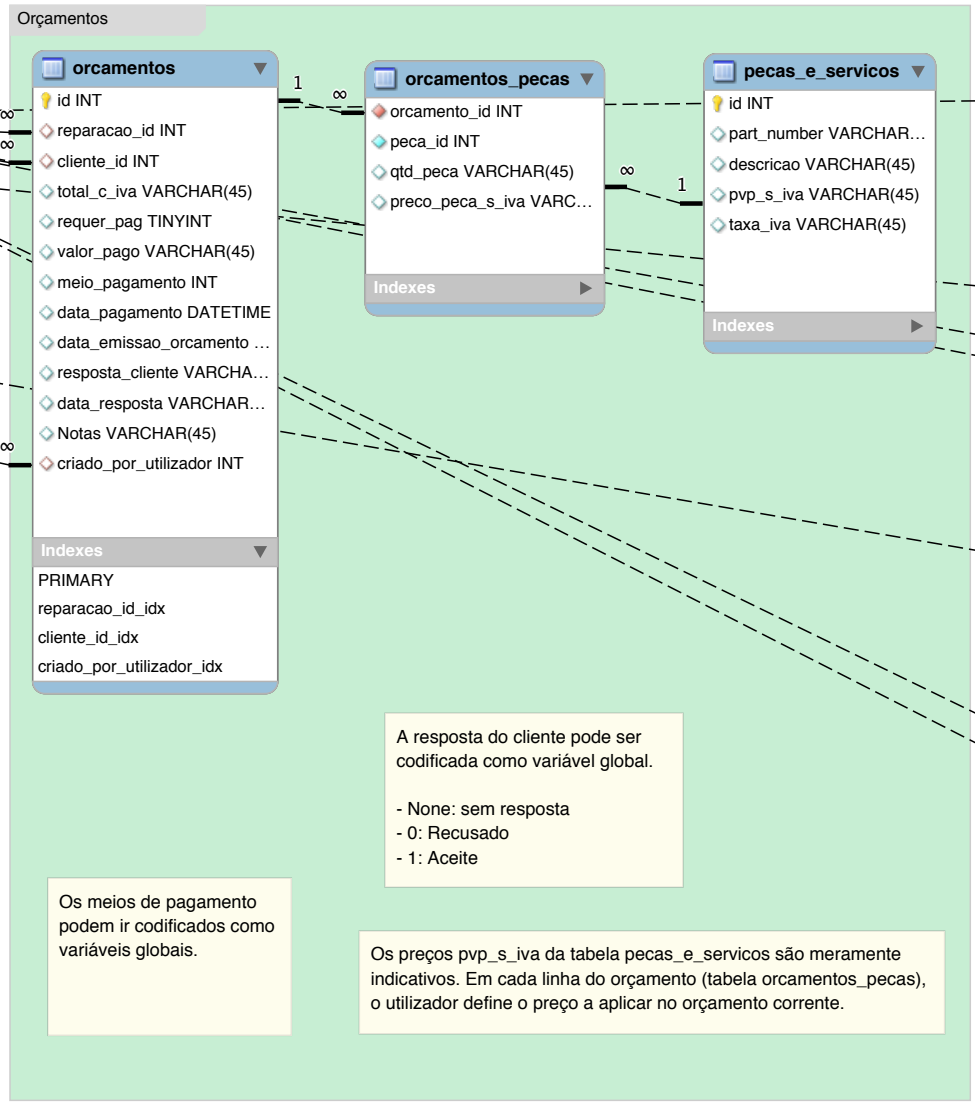 Orçamentos
orcamentos
id INT
reparacao_id INT
cliente_id INT
total_c_iva VARCHAR(45)
requer_pag TINYINT
valor_pago VARCHAR(45)
meio_pagamento INT
data_pagamento DATETIME
data_emissao_orcamento ...
resposta_cliente VARCHA...
data_resposta VARCHAR...
Notas VARCHAR(45)
criado_por_utilizador INT
Indexes
PRIMARY
reparacao_id_idx
cliente_id_idx
criado_por_utilizador_idx
1
∞
orcamentos_pecas
orcamento_id INT
peca_id INT
qtd_peca VARCHAR(45)
preco_peca_s_iva VARC...
Indexes
∞
1
pecas_e_servicos
id INT
part_number VARCHAR...
descricao VARCHAR(45)
pvp_s_iva VARCHAR(45)
taxa_iva VARCHAR(45)
Indexes
∞
∞
∞
A resposta do cliente pode ser
codificada como variável global.
- None: sem resposta
- 0: Recusado
- 1: Aceite
Os meios de pagamento
podem ir codificados como
variáveis globais.
Os preços pvp_s_iva da tabela pecas_e_servicos são meramente
indicativos. Em cada linha do orçamento (tabela orcamentos_pecas),
o utilizador define o preço a aplicar no orçamento corrente.